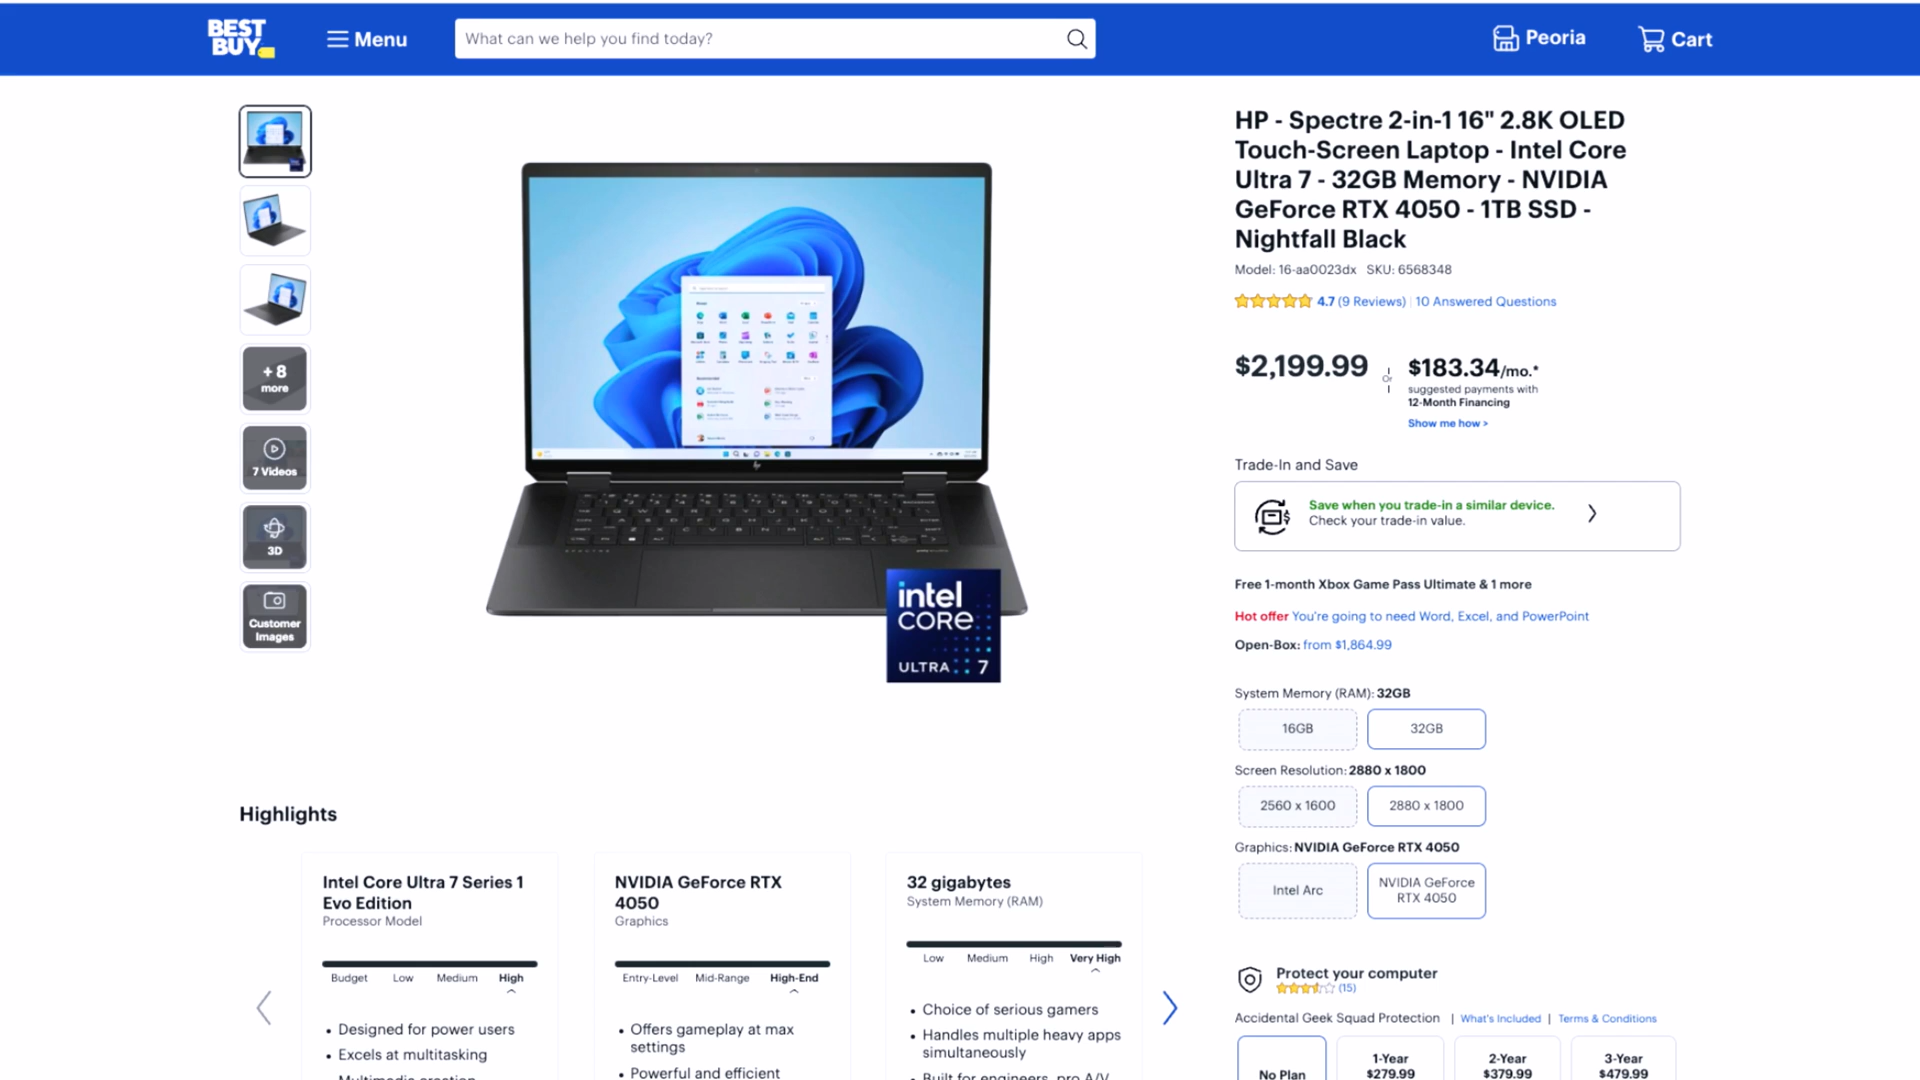 BEST
BUY
Menu
What can we help you find today?
Peoria
Cart
+ 8
more
7 Videos
3D
Customer
Images
intel
CORE
ULTRA 7
HP - Spectre 2-in-1 16" 2.8K OLED
Touch-Screen Laptop - Intel Core
Ultra 7 - 32GB Memory - NVIDIA
GeForce RTX 4050 - 1TB SSD -
Nightfall Black
Model: 16-aa0023dx SKU: 6568348
4.7 (9 Reviews) | 10 Answered Questions
$2,199.99
Or
$183.34/mo.*
suggested payments with
12-Month Financing
Show me how >
Trade-In and Save
Save when you trade-in a similar device.
Check your trade-in value.
Free 1-month Xbox Game Pass Ultimate & 1 more
Hot offer You're going to need Word, Excel, and PowerPoint
Open-Box: from $1,864.99
System Memory (RAM): 32GB
16GB
32GB
Screen Resolution: 2880 x 1800
2560 x 1600
2880 x 1800
Graphics: NVIDIA GeForce RTX 4050
Intel Arc
NVIDIA GeForce
RTX 4050
Protect your computer
(15)
Accidental Geek Squad Protection | What's Included | Terms & Conditions
No Plan
1-Year
$279.99
2-Year
$379.99
3-Year
$479.99
Highlights
Intel Core Ultra 7 Series 1
Evo Edition
Processor Model
Budget Low Medium High
• Designed for power users
• Excels at multitasking
NVIDIA GeForce RTX
4050
Graphics
Entry-Level Mid-Range High-End
• Offers gameplay at max
settings
• Powerful and efficient
32 gigabytes
System Memory (RAM)
Low Medium High Very High
• Choice of serious gamers
• Handles multiple heavy apps
simultaneously
• Built for engineers, pro A/V